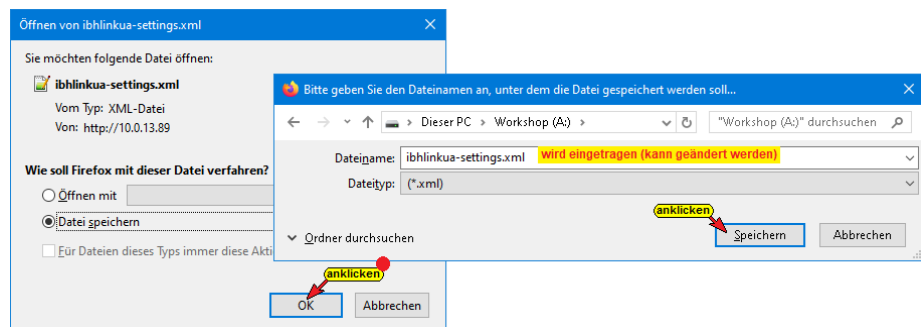 Öffnen von ibhlinkua-settings.xml
Sie möchten folgende Datei öffnen:
ibhlinkua-settings.xml
Vom Typ: XML-Datei
Von: http://10.0.13.89
Wie soll Firefox mit dieser Datei verfahren?
Öffnen mit
Datei speichern
Für Dateien dieses Typs immer diese Akti
anklicken
OK
Abbrechen
Bitte geben Sie den Dateinamen an, unter dem die Datei gespeichert werden soll...
Dieser PC > Workshop (A:) >
"Workshop (A:)" durchsuchen
Dateiname: ibhlinkua-settings.xml wird eingetragen (kann geändert werden)
Dateityp: (*.xml)
anklicken
Ordner durchsuchen
Speichern
Abbrechen